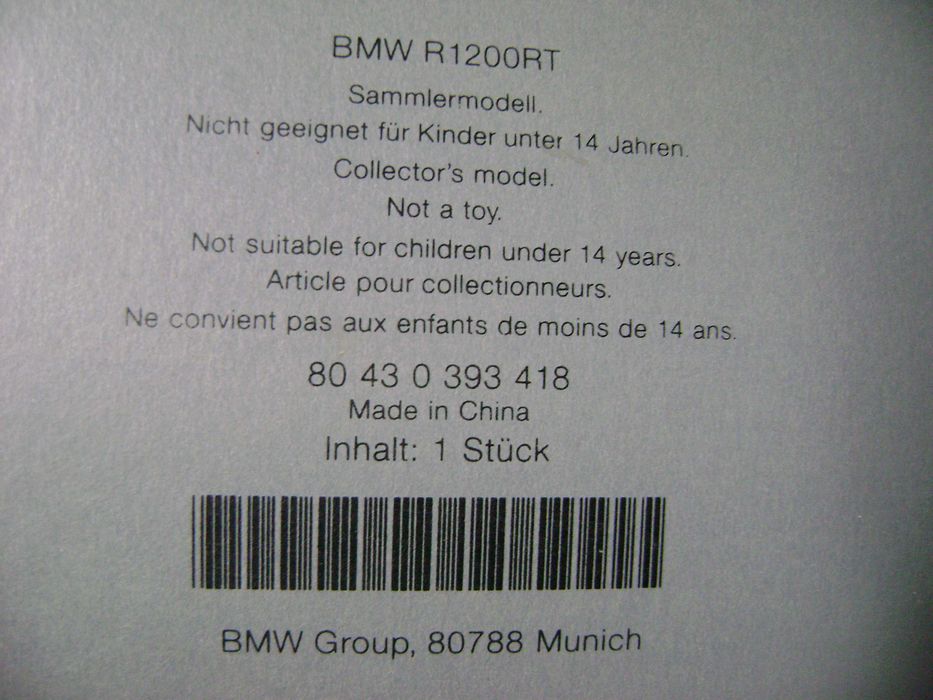 BMW R1200RT
Sammlermodell.
Nicht geeignet für Kinder unter 14 Jahren.
Collector's model.
Not a toy.
Not suitable for children under 14 years.
Article pour collectionneurs.
Ne convient pas aux enfants de moins de 14 ans.
80 43 0 393 418
Made in China
Inhalt: 1 Stück
BMW Group, 80788 Munich